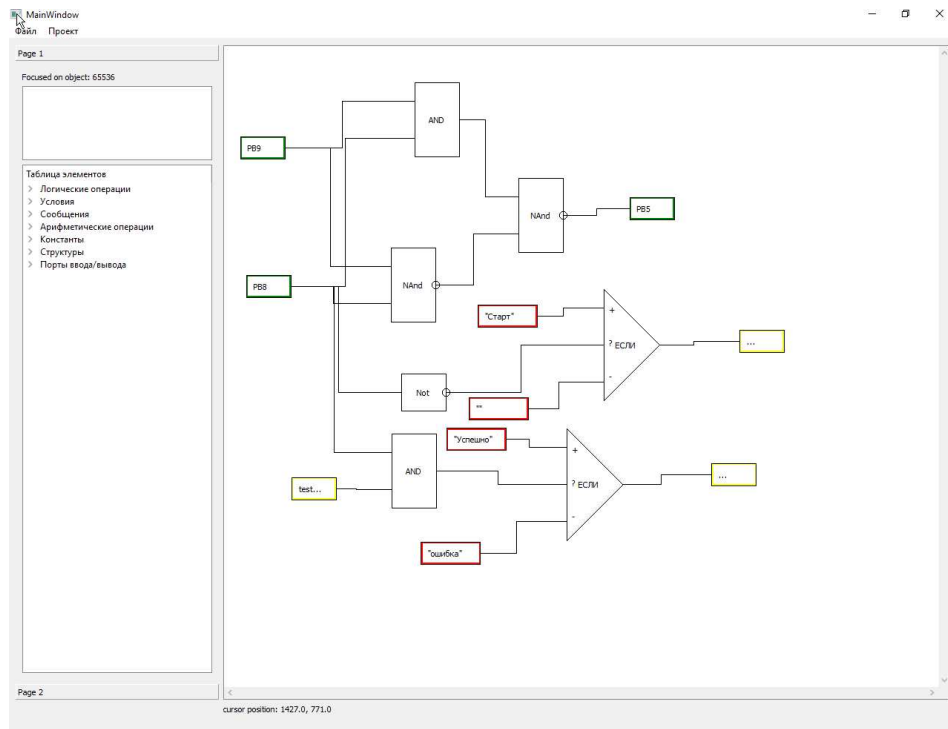 MainWindow
Файл Проект
Page 1
Focused on object: 65536
Таблица элементов
Логические операции
Условия
Сообщения
Арифметические операции
Константы
Структуры
Порты ввода/вывода
Page 2
AND
PB9
NAnd
PB5
PB8
NAnd
"Старт"
+
? ЕСЛИ
-
...
Not
""
"Успешно"
+
AND
? ЕСЛИ
...
test...
-
"ошибка"
cursor position: 1427.0, 771.0